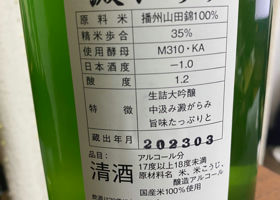 原料米 播州山田錦100%
精米歩合 35%
使用酵母 M310・KA
日本酒度 −1.0
酸度 1.2
特徴 生詰大吟醸
中汲み澱がらみ
旨味たっぷりと
蔵出年月 202303
品目: 清酒
アルコール分
17度以上18度未満
原材料名 米、米こうじ、
醸造アルコール
国産米100%使用